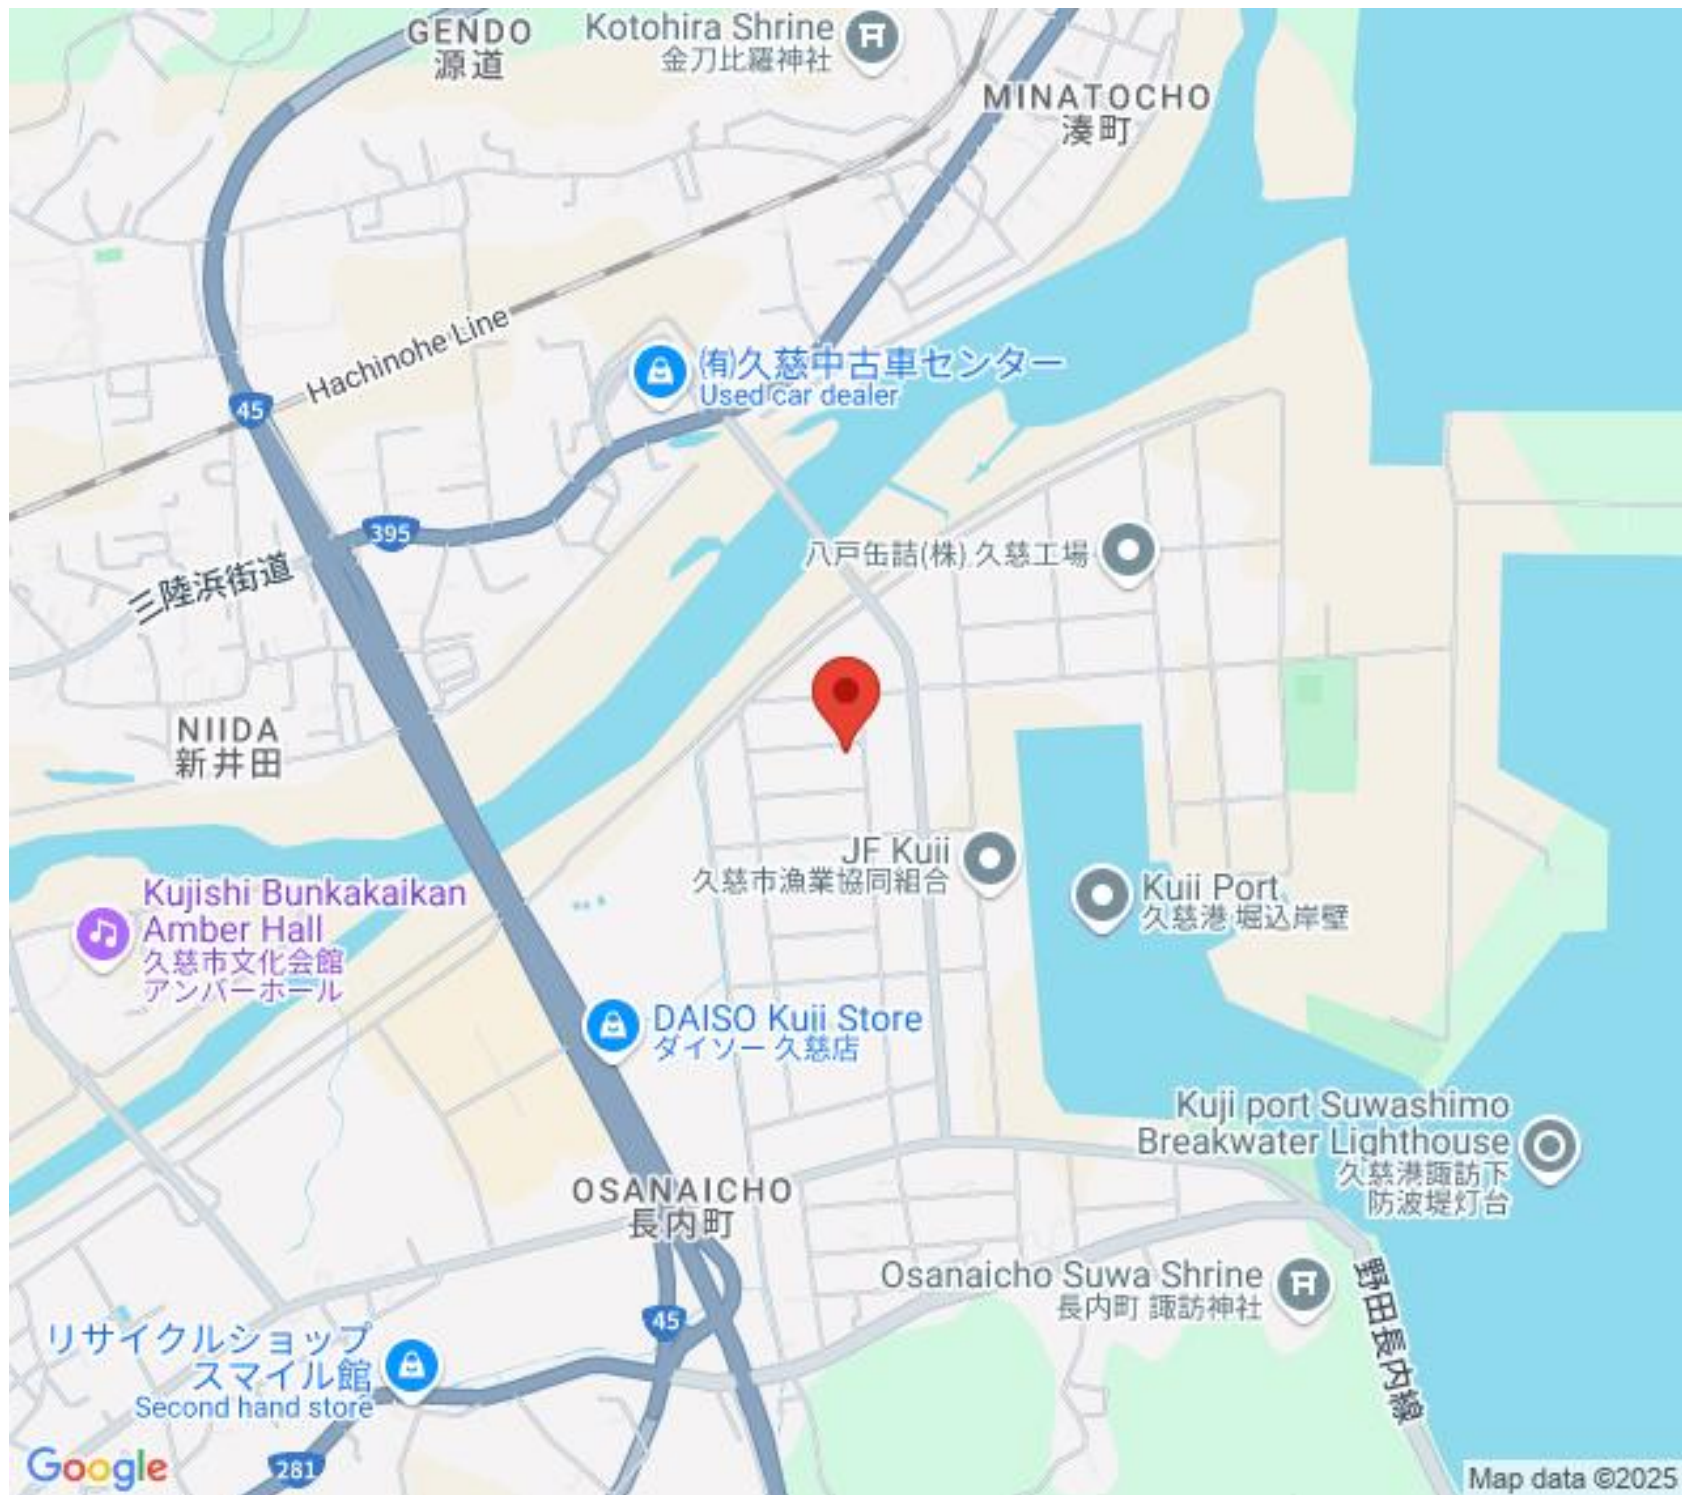 GENDO
源道
Kotohira Shrine
金刀比羅神社
MINATOCHO
湊町
Hachinohe Line
㈲久慈中古車センター
Used car dealer
45
395
三陸浜街道
八戸缶詰(株) 久慈工場
NIIDA
新井田
JF Kuji
久慈市漁業協同組合
Kuji Port
久慈港 堀込岸壁
Kujishi Bunkakaikan
Amber Hall
久慈市文化会館
アンバーホール
DAISO Kuji Store
ダイソー 久慈店
Kuji port Suwashimo
Breakwater Lighthouse
久慈港諏訪下
防波堤灯台
OSANAICHO
長内町
Osanaicho Suwa Shrine
長内町 諏訪神社
野田長内線
45
リサイクルショップ
スマイル館
Second hand store
281
Google
Map data ©2025